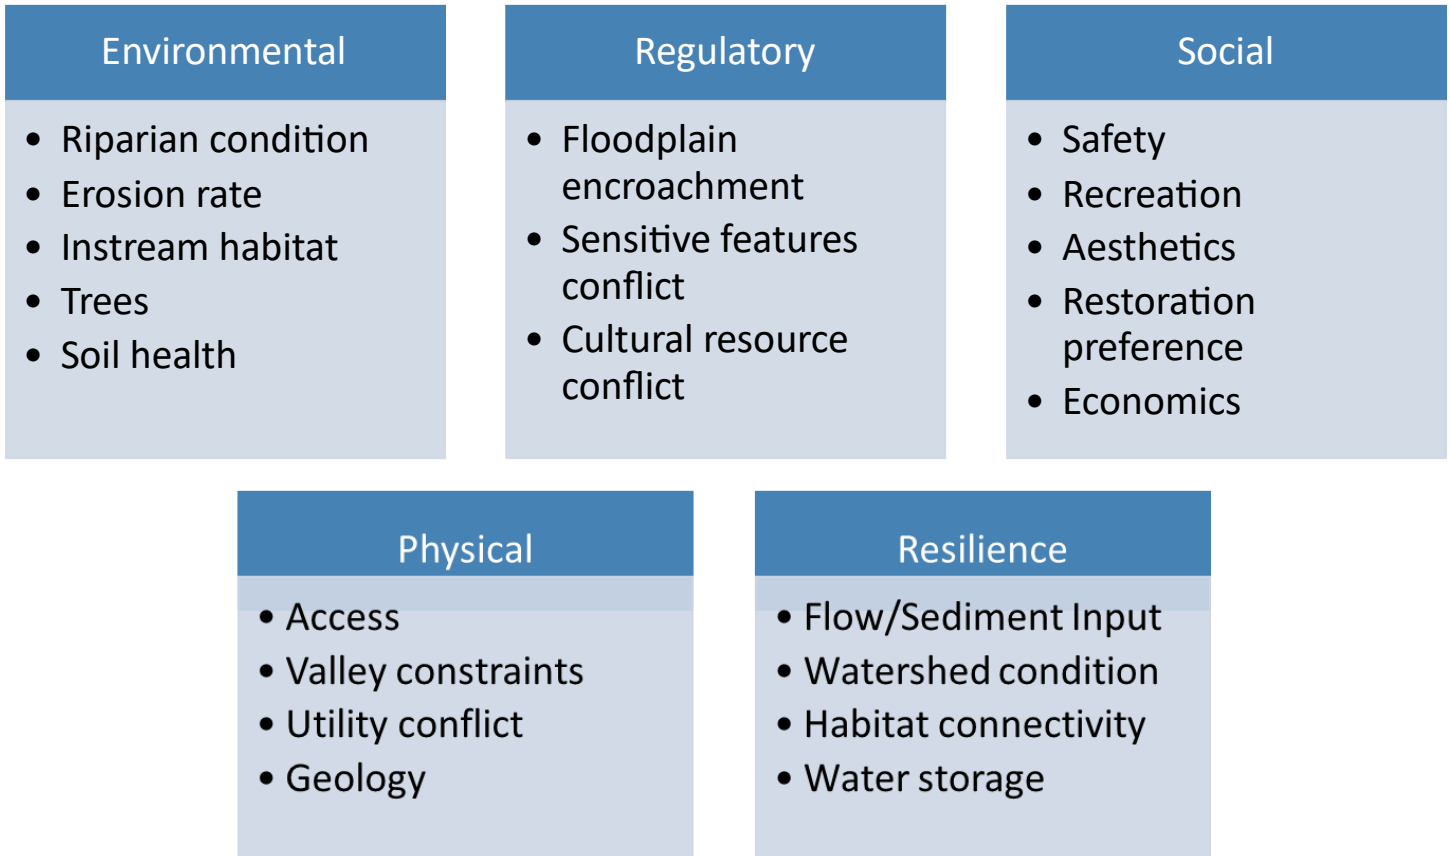 Environmental
• Riparian condition
• Erosion rate
• Instream habitat
• Trees
• Soil health
Regulatory
• Floodplain
encroachment
• Sensitive features
conflict
• Cultural resource
conflict
Social
• Safety
• Recreation
• Aesthetics
• Restoration
preference
• Economics
Physical
• Access
• Valley constraints
• Utility conflict
• Geology
Resilience
• Flow/Sediment Input
• Watershed condition
• Habitat connectivity
• Water storage